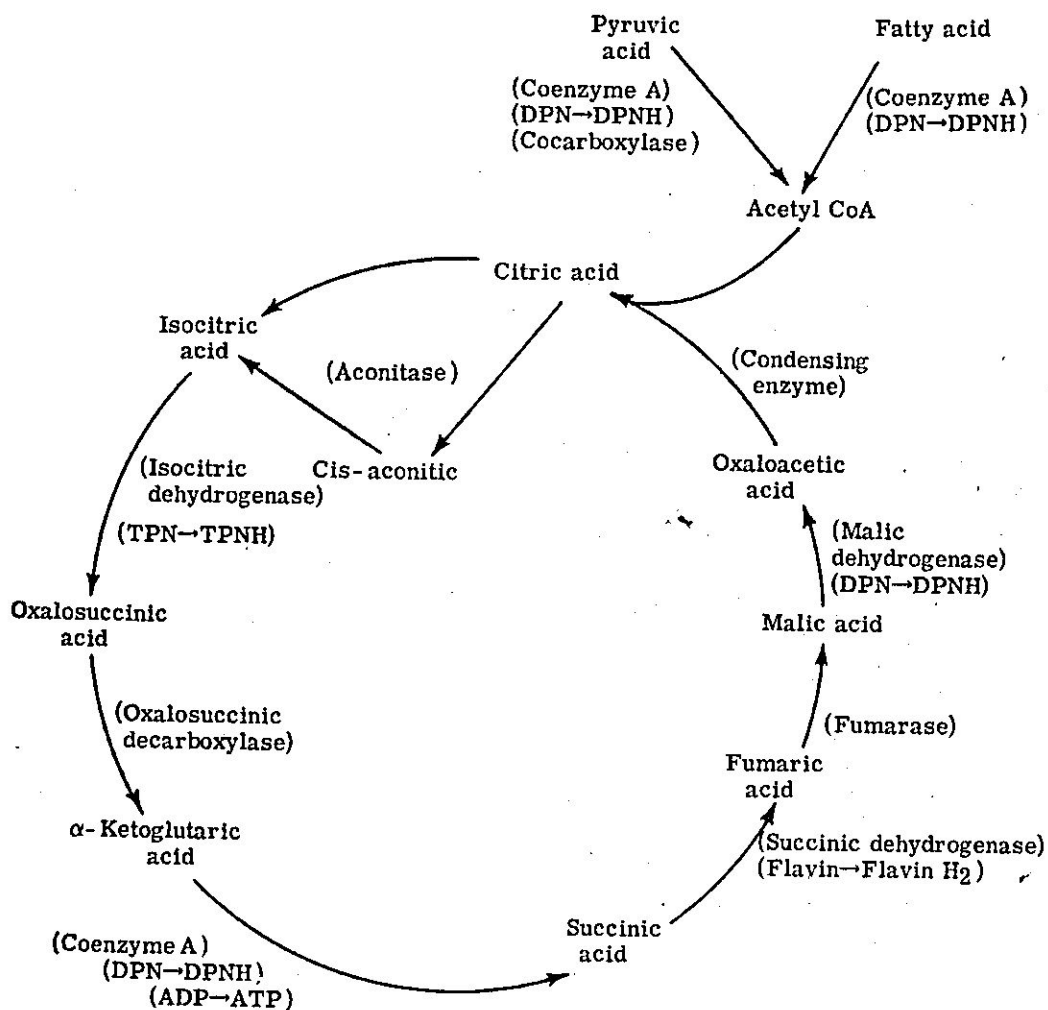 Pyruvic
acid
Fatty acid
(Coenzyme A)
(DPN→DPNH)
(Cocarboxylase)
(Coenzyme A)
(DPN→DPNH)
Acetyl CoA
Citric acid
Isocitric
acid
(Aconitase)
(Condensing
enzyme)
Cis-aconitic
(Isocitric
dehydrogenase)
(TPN→TPNH)
Oxaloacetic
acid
(Malic
dehydrogenase)
(DPN→DPNH)
Oxalosuccinic
acid
Malic acid
(Oxalosuccinic
decarboxylase)
(Fumarase)
Fumaric
acid
α-Ketoglutaric
acid
(Succinic dehydrogenase)
(Flavin→Flavin H₂)
Succinic
acid
(Coenzyme A)
(DPN→DPNH)
(ADP→ATP)